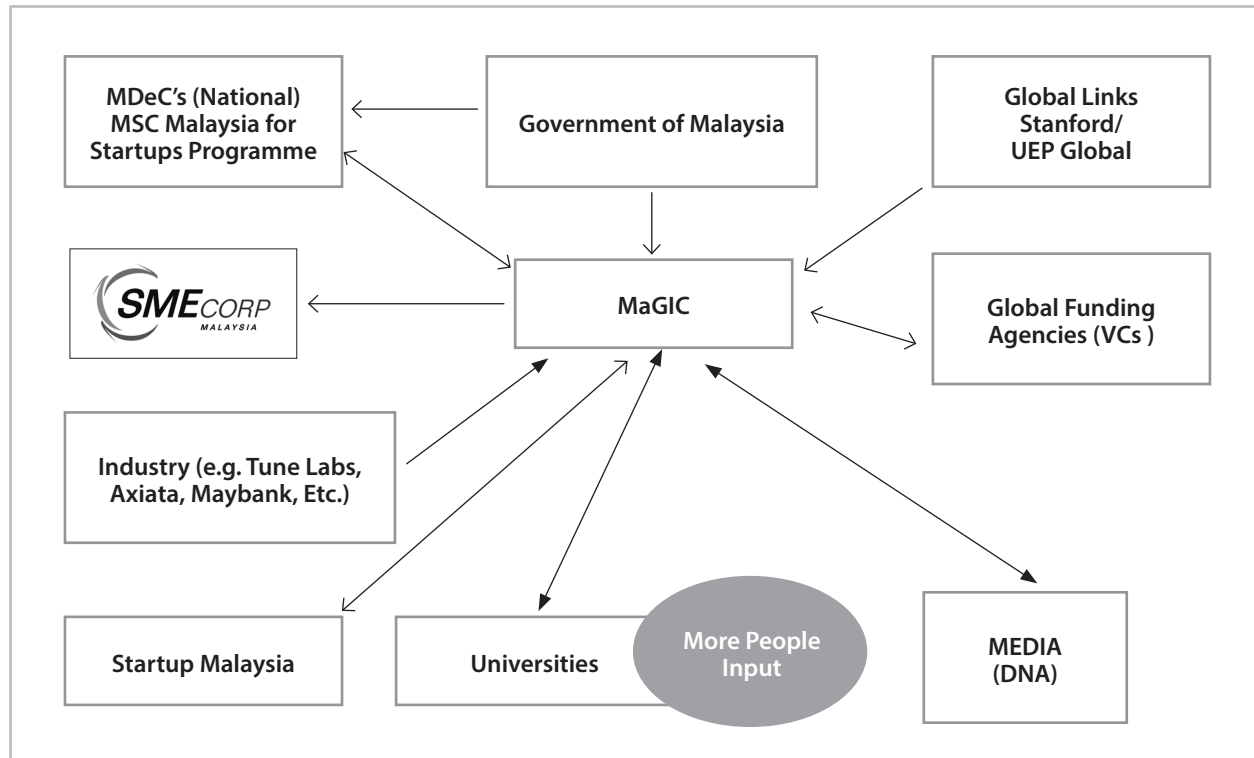 MDeC's (National)
MSC Malaysia for
Startups Programme
Government of Malaysia
Global Links
Stanford/
UEP Global
SMECORP
MALAYSIA
MaGIC
Global Funding
Agencies (VCs )
Industry (e.g. Tune Labs,
Axiata, Maybank, Etc.)
Startup Malaysia
Universities
More People
Input
MEDIA
(DNA)